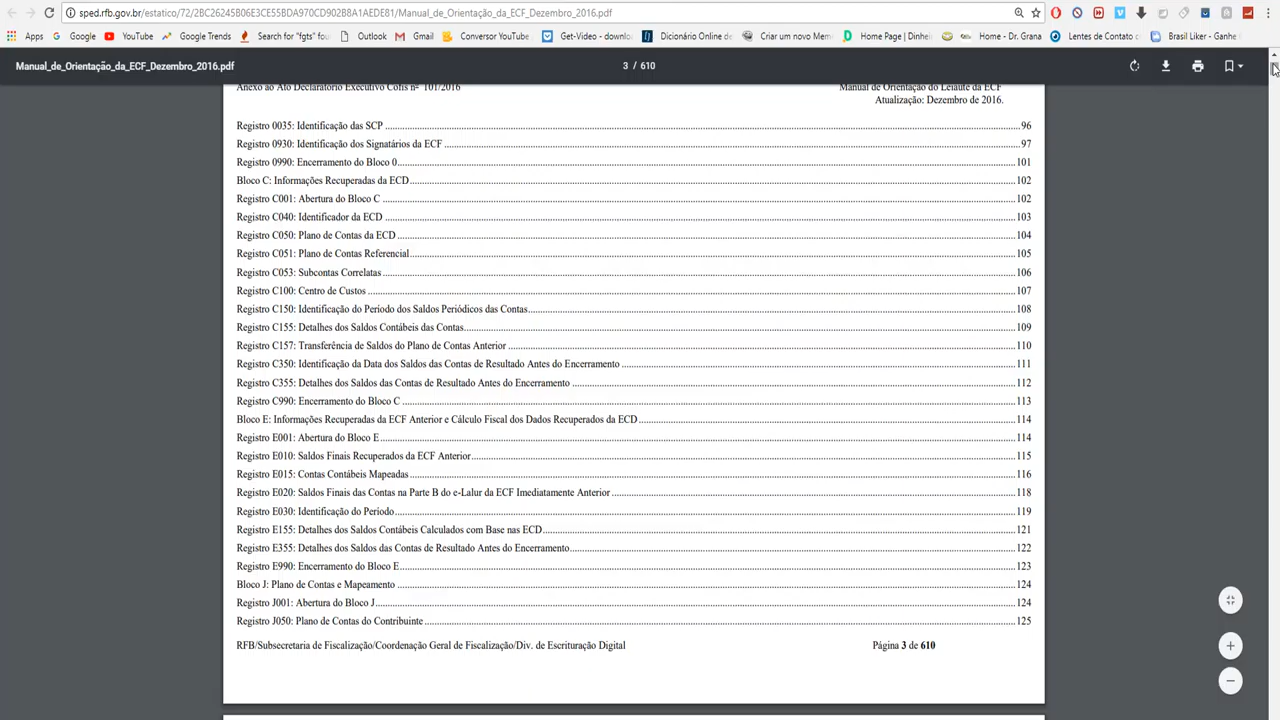 sped.rfb.gov.br/estatico/72/2BC26245B06E3CE55BDA970CD902B8A1AEDE81/Manual_de_Orientação_da_ECF_Dezembro_2016.pdf
Apps Google YouTube Google Trends Search for "fgts" fou Outlook Gmail Conversor YouTube Get-Video - downlo Dicionário Online de Criar um novo Mem Home Page | Dinhei Home - Dr. Grana Lentes de Contato c Brasil Liker - Ganhe
Manual_de_Orientação_da_ECF_Dezembro_2016.pdf 3 / 610
Anexo ao Ato Declaratório Executivo Cofis nº 101/2016 Manual de Orientação do Leiaute da ECF
Atualização: Dezembro de 2016.
Registro 0035: Identificação das SCP 96
Registro 0930: Identificação dos Signatários da ECF 97
Registro 0990: Encerramento do Bloco 0 101
Bloco C: Informações Recuperadas da ECD 102
Registro C001: Abertura do Bloco C 102
Registro C040: Identificador da ECD 103
Registro C050: Plano de Contas da ECD 104
Registro C051: Plano de Contas Referencial 105
Registro C053: Subcontas Correlatas 106
Registro C100: Centro de Custos 107
Registro C150: Identificação do Período dos Saldos Periódicos das Contas 108
Registro C155: Detalhes dos Saldos Contábeis das Contas 109
Registro C157: Transferência de Saldos do Plano de Contas Anterior 110
Registro C350: Identificação da Data dos Saldos das Contas de Resultado Antes do Encerramento 111
Registro C355: Detalhes dos Saldos das Contas de Resultado Antes do Encerramento 112
Registro C990: Encerramento do Bloco C 113
Bloco E: Informações Recuperadas da ECF Anterior e Cálculo Fiscal dos Dados Recuperados da ECD 114
Registro E001: Abertura do Bloco E 114
Registro E010: Saldos Finais Recuperados da ECF Anterior 115
Registro E015: Contas Contábeis Mapeadas 116
Registro E020: Saldos Finais das Contas na Parte B do e-Lalur da ECF Imediatamente Anterior 118
Registro E030: Identificação do Período 119
Registro E155: Detalhes dos Saldos Contábeis Calculados com Base nas ECD 121
Registro E355: Detalhes dos Saldos das Contas de Resultado Antes do Encerramento 122
Registro E990: Encerramento do Bloco E 123
Bloco J: Plano de Contas e Mapeamento 124
Registro J001: Abertura do Bloco J 124
Registro J050: Plano de Contas do Contribuinte 125
RFB/Subsecretaria de Fiscalização/Coordenação Geral de Fiscalização/Div. de Escrituração Digital Página 3 de 610